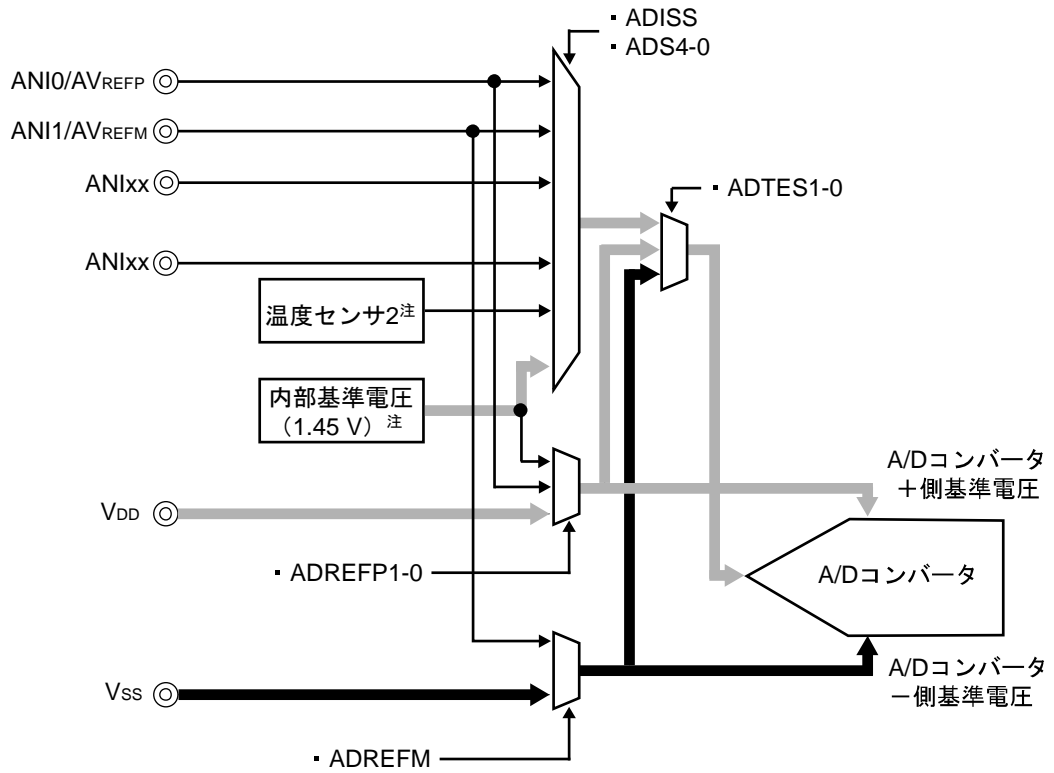 ▪ ADISS
▪ ADS4-0
ANI0/AVREFP
ANI1/AVREFM
ANIxx
▪ ADTES1-0
ANIxx
温度センサ2注
内部基準電圧
（1.45 V）注
A/Dコンバータ
＋側基準電圧
VDD
▪ ADREFP1-0
A/Dコンバータ
VSS
A/Dコンバータ
－側基準電圧
▪ ADREFM